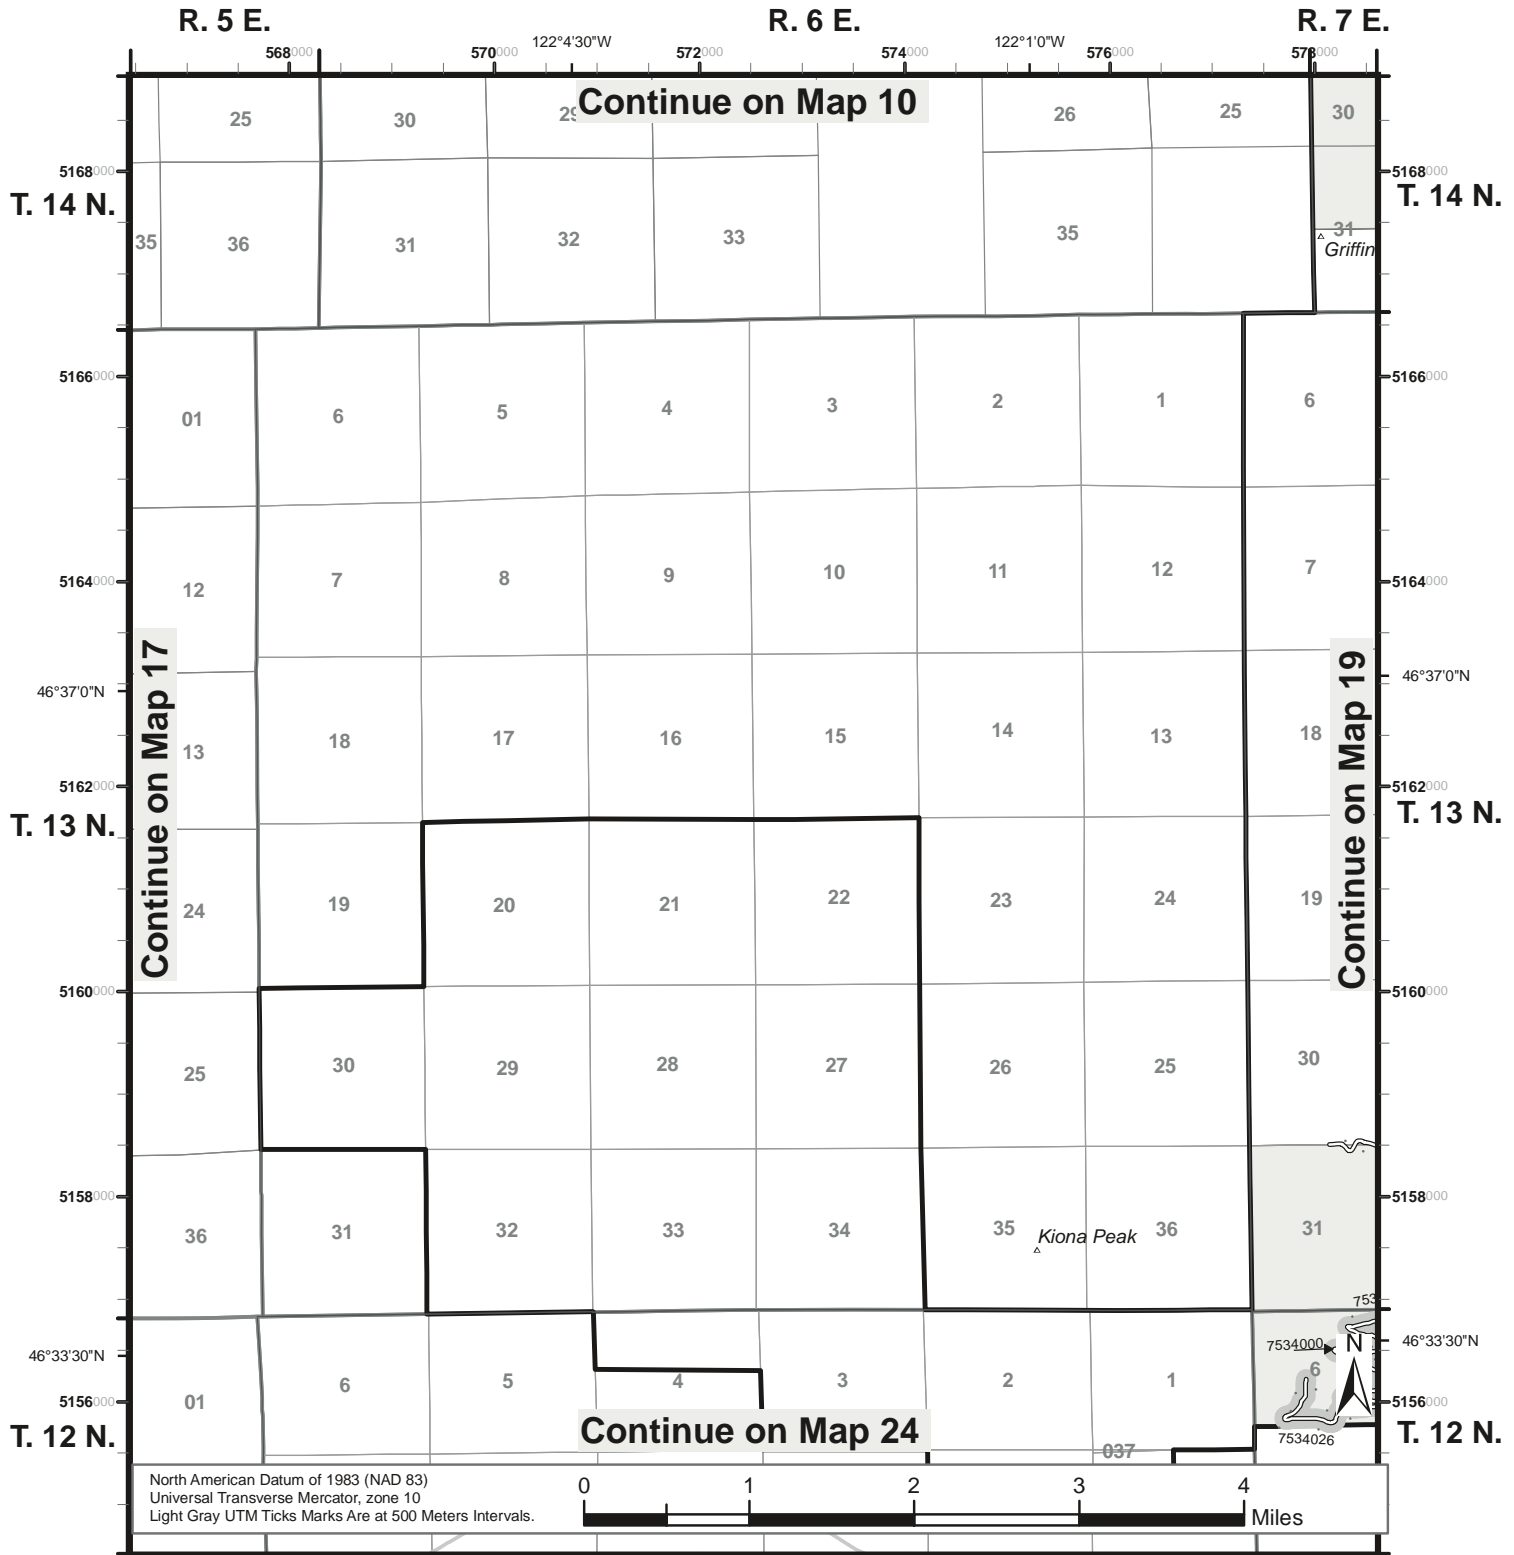 R. 5 E. R. 6 E. R. 7 E.
122°4'30"W 122°1'0"W
568000 570000 572000 574000 576000 578000
Continue on Map 10
25 30 29 26 25 30
5168000 5168000
T. 14 N. T. 14 N.
35 36 31 32 33 35 31
Griffin
5166000 5166000
01 6 5 4 3 2 1 6
5164000 5164000
12 7 8 9 10 11 12 7
Continue on Map 17
Continue on Map 19
46°37'0"N 46°37'0"N
13 18 17 16 15 14 13 18
5162000 5162000
T. 13 N. T. 13 N.
24 19 20 21 22 23 24 19
5160000 5160000
25 30 29 28 27 26 25 30
5158000 5158000
36 31 32 33 34 35 36 31
Kiona Peak
753
7534000 N
46°33'30"N 46°33'30"N
01 6 5 4 3 2 1 6
5156000 5156000
Continue on Map 24
T. 12 N. T. 12 N.
7534026
037
North American Datum of 1983 (NAD 83)
Universal Transverse Mercator, zone 10
Light Gray UTM Ticks Marks Are at 500 Meters Intervals.
0 1 2 3 4
Miles